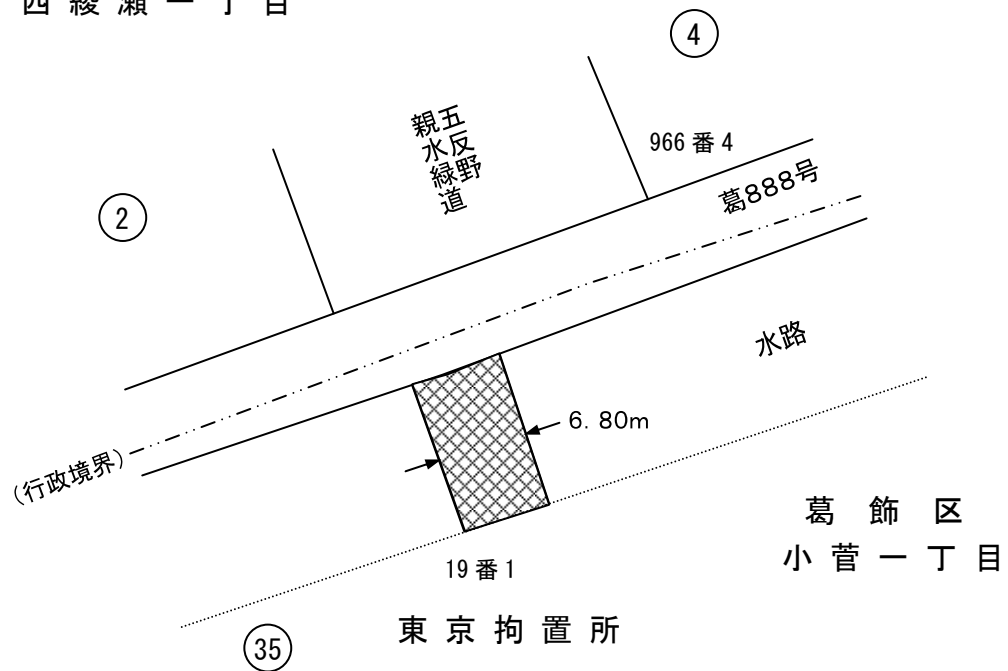 西綾瀬一丁目
④
五反野
親水緑道
966番4
②
葛888号
水路
6.80m
(行政境界)
葛飾区
小菅一丁目
19番1
東京拘置所
㉟